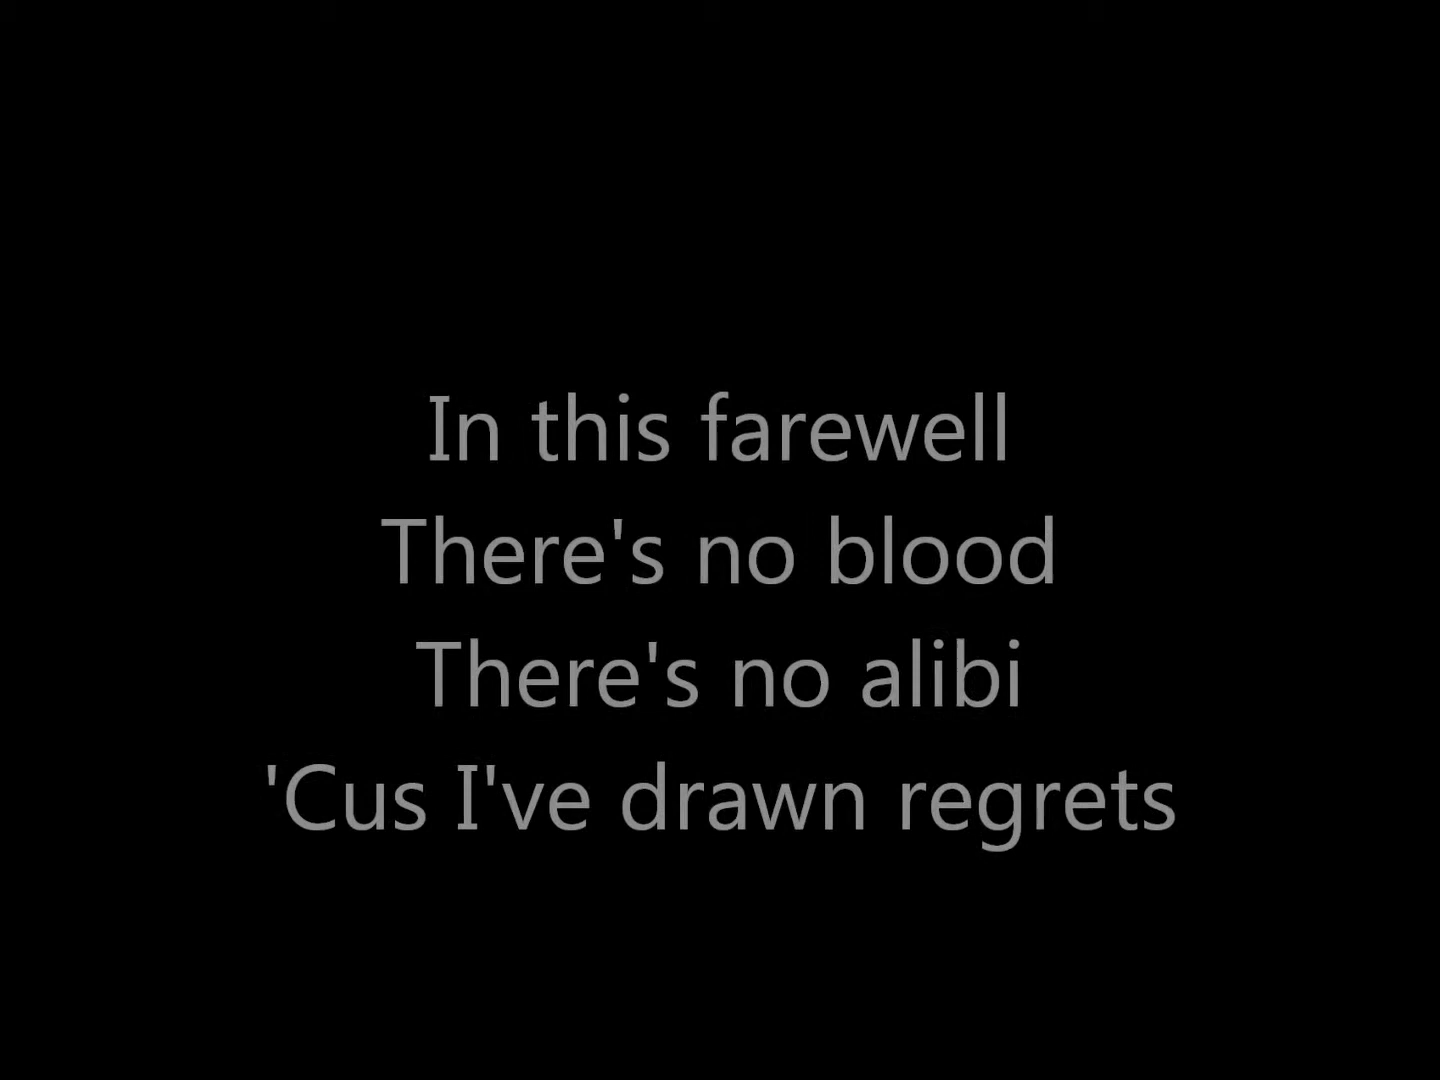 In this farewell
There's no blood
There's no alibi
'Cus I've drawn regrets